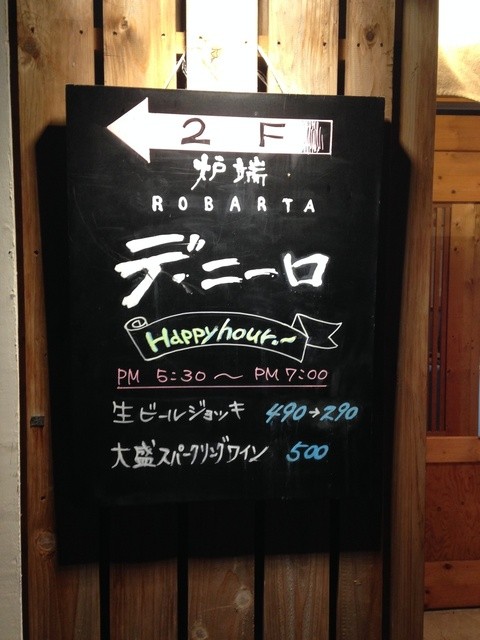 2F
炉端
ROBARTA
デ・ニーロ
Happyhour.~
PM 5:30 〜 PM 7:00
生ビールジョッキ 490→290
大盛スパークリングワイン 500